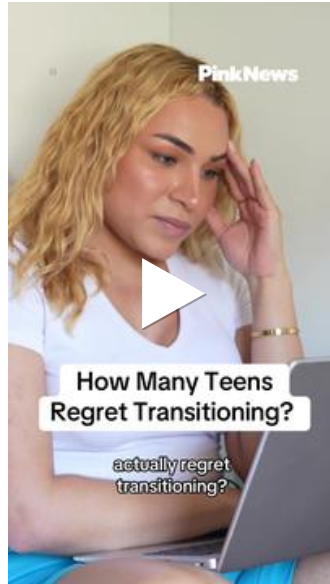 PinkNews
How Many Teens
Regret Transitioning?
actually regret
transitioning?